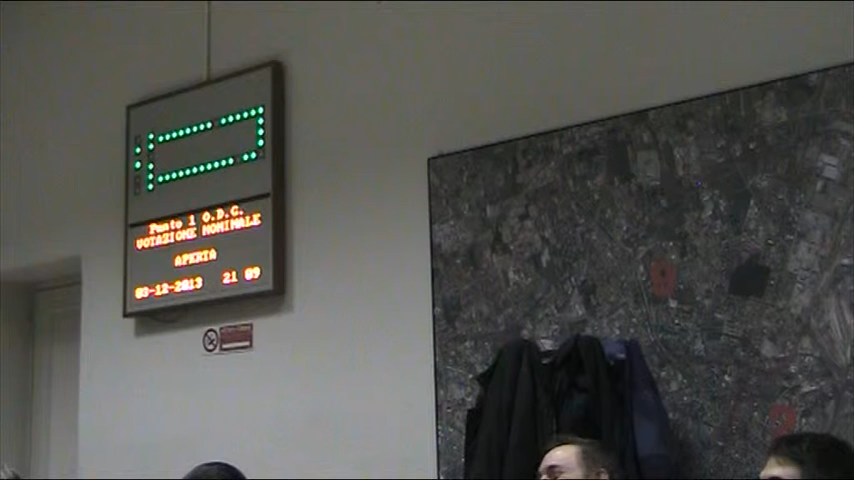 Punto 1 O.D.G.
VOTAZIONE NOMINALE
APERTA
03-12-2013 21 09